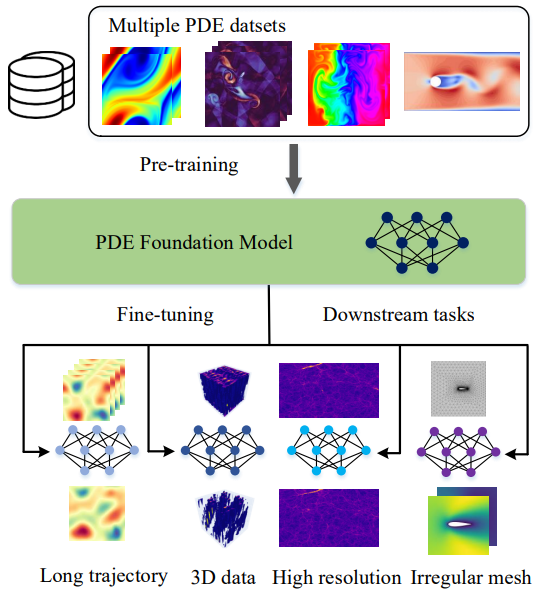 Multiple PDE datsets
Pre-training
PDE Foundation Model
Fine-tuning
Downstream tasks
Long trajectory
3D data
High resolution
Irregular mesh